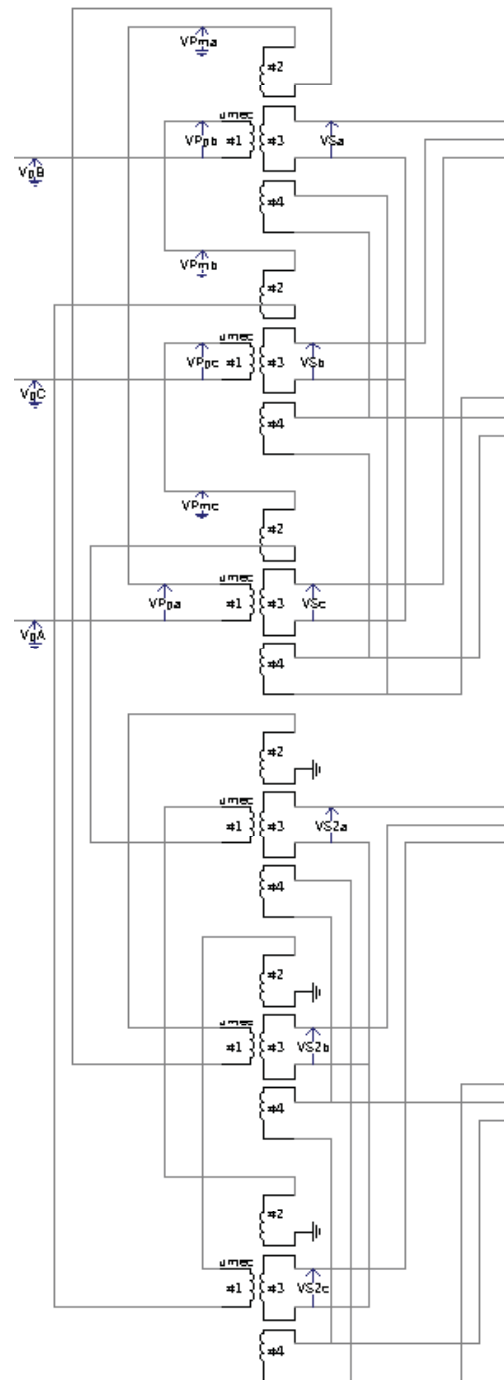 VPma
#2
umec
VPpb
#1
#3
VSa
VgB
#4
VPmb
#2
umec
VPpc
#1
#3
VSb
VgC
#4
VPmc
#2
umec
VPpa
#1
#3
VSc
VgA
#4
#2
umec
#1
#3
VS2a
#4
#2
umec
#1
#3
VS2b
#4
#2
umec
#1
#3
VS2c
#4